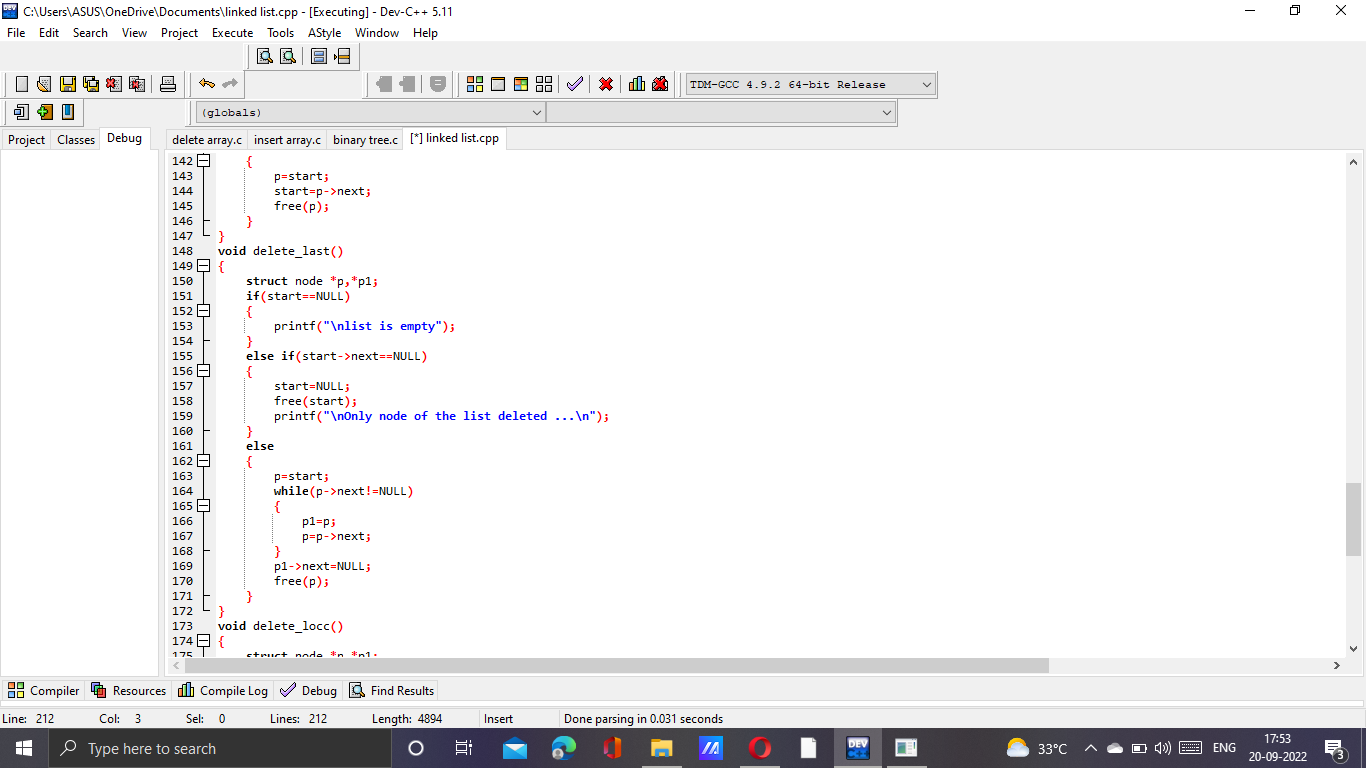 C:\Users\ASUS\OneDrive\Documents\linked list.cpp - [Executing] - Dev-C++ 5.11
File Edit Search View Project Execute Tools AStyle Window Help
TDM-GCC 4.9.2 64-bit Release
(globals)
Project Classes Debug
delete array.c insert array.c binary tree.c [*] linked list.cpp
142 {
143 p=start;
144 start=p->next;
145 free(p);
146 }
147 }
148 void delete_last()
149 {
150 struct node *p,*p1;
151 if(start==NULL)
152 {
153 printf("\nlist is empty");
154 }
155 else if(start->next==NULL)
156 {
157 start=NULL;
158 free(start);
159 printf("\nOnly node of the list deleted ...\n");
160 }
161 else
162 {
163 p=start;
164 while(p->next!=NULL)
165 {
166 p1=p;
167 p=p->next;
168 }
169 p1->next=NULL;
170 free(p);
171 }
172 }
173 void delete_locc()
174 {
175 struct node *p,*p1;
Compiler Resources Compile Log Debug Find Results
Line: 212 Col: 3 Sel: 0 Lines: 212 Length: 4894 Insert Done parsing in 0.031 seconds
Type here to search
DEV
33°C
ENG
17:53
20-09-2022
3